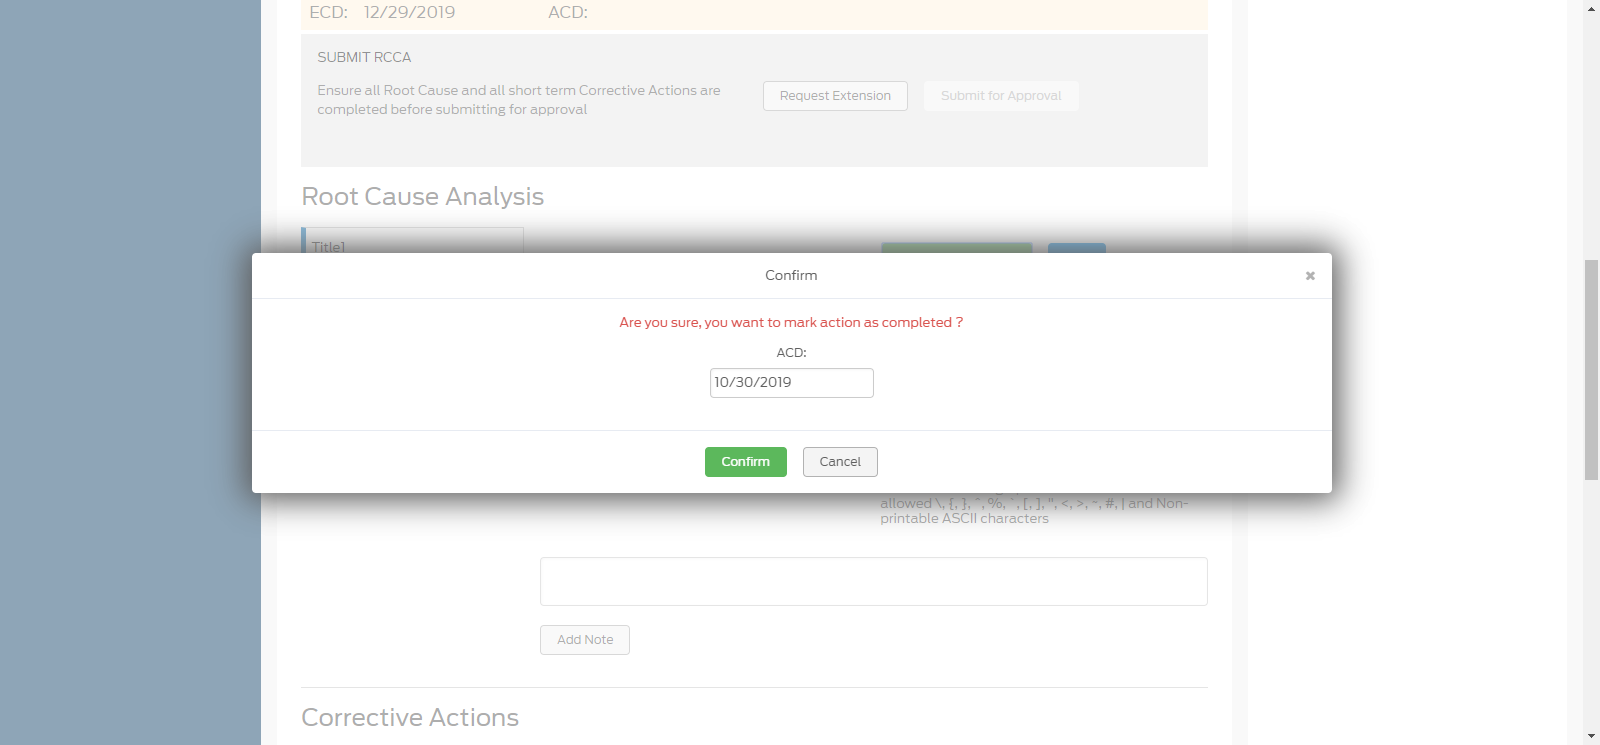 ECD: 12/29/2019 ACD:
SUBMIT RCCA
Ensure all Root Cause and all short term Corrective Actions are
completed before submitting for approval
Request Extension
Submit for Approval
Root Cause Analysis
Title1
Confirm
Are you sure, you want to mark action as completed ?
ACD:
10/30/2019
Confirm
Cancel
allowed \, {, }, ^, %, `, [, ], ", <, >, ~, #, | and Non-
printable ASCII characters
Add Note
Corrective Actions